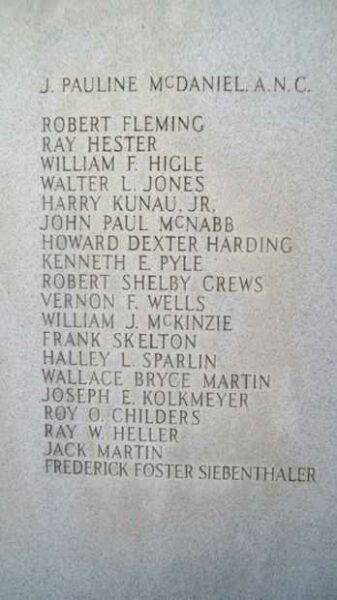 J. PAULINE McDANIEL. A.N.C.
ROBERT FLEMING
RAY HESTER
WILLIAM F. HIGLE
WALTER L. JONES
HARRY KUNAU, JR.
JOHN PAUL McNABB
HOWARD DEXTER HARDING
KENNETH E. PYLE
ROBERT SHELBY CREWS
VERNON F. WELLS
WILLIAM J. McKINZIE
FRANK SKELTON
HALLEY L. SPARLIN
WALLACE BRYCE MARTIN
JOSEPH E. KOLKMEYER
ROY O. CHILDERS
RAY W. HELLER
JACK MARTIN
FREDERICK FOSTER SIEBENTHALER